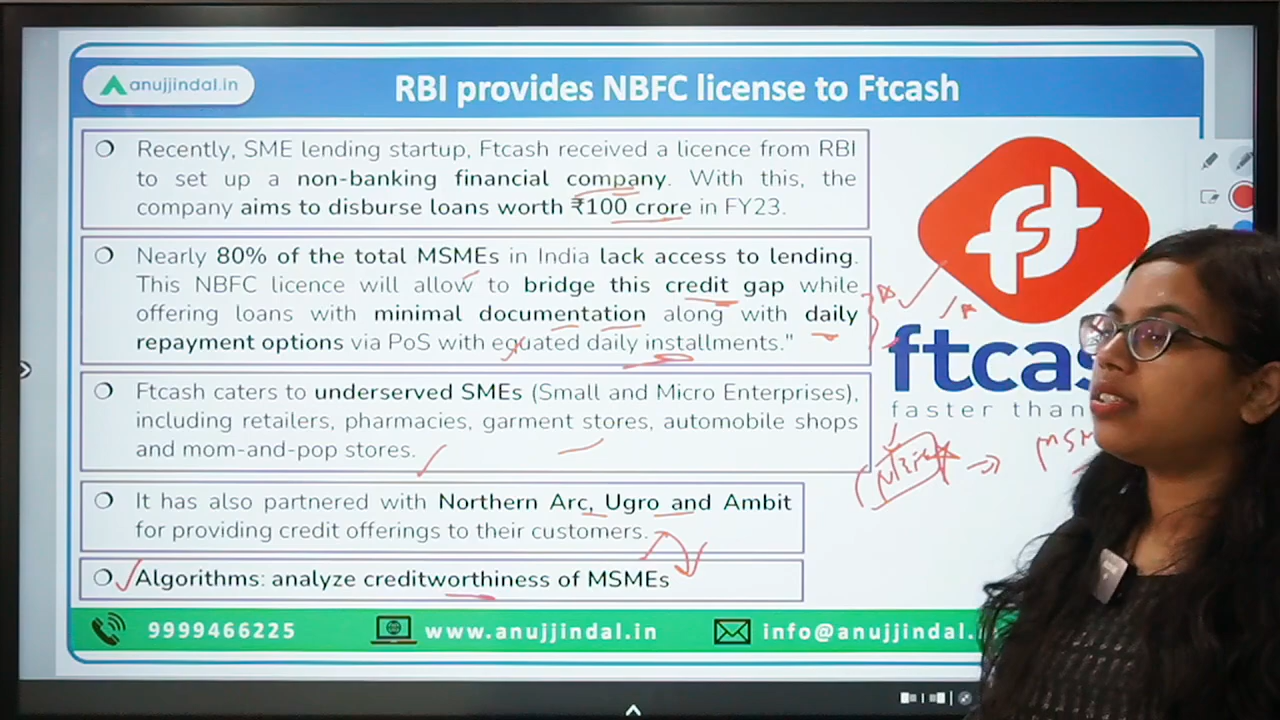 anujjindal.in
RBI provides NBFC license to Ftcash
Recently, SME lending startup, Ftcash received a licence from RBI
to set up a non-banking financial company. With this, the
company aims to disburse loans worth ₹100 crore in FY23.
Nearly 80% of the total MSMEs in India lack access to lending.
This NBFC licence will allow to bridge this credit gap while
offering loans with minimal documentation along with daily
repayment options via PoS with equated daily installments."
Ftcash caters to underserved SMEs (Small and Micro Enterprises),
including retailers, pharmacies, garment stores, automobile shops
and mom-and-pop stores.
It has also partnered with Northern Arc, Ugro and Ambit
for providing credit offerings to their customers.
Algorithms: analyze creditworthiness of MSMEs
ftcas
faster than
MSM
9999466225
www.anujjindal.in
info@anujjindal.